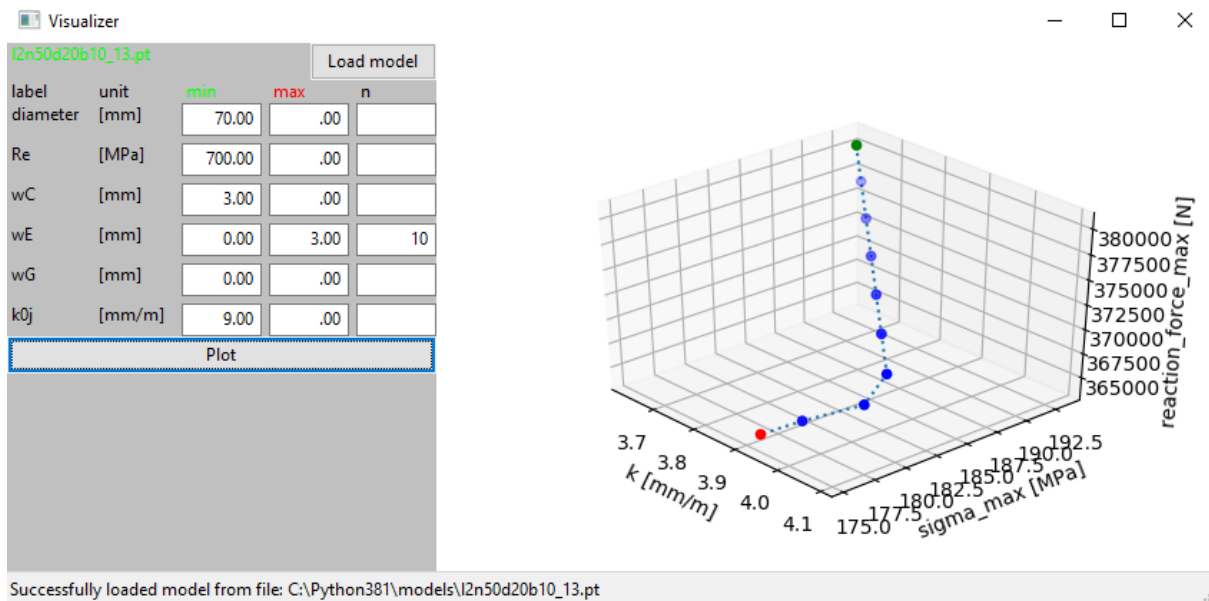 Visualizer
l2n50d20b10_13.pt
Load model
label unit min max n
diameter [mm] 70.00 .00
Re [MPa] 700.00 .00
wC [mm] 3.00 .00
wE [mm] 0.00 3.00 10
wG [mm] 0.00 .00
k0j [mm/m] 9.00 .00
Plot
380000
377500
375000
372500
370000
367500
365000
reaction_force_max [N]
3.7
3.8
3.9
4.0
4.1
k [mm/m]
175.0
177.5
180.0
182.5
185.0
187.5
190.0
192.5
sigma_max [MPa]
Successfully loaded model from file: C:\Python381\models\l2n50d20b10_13.pt